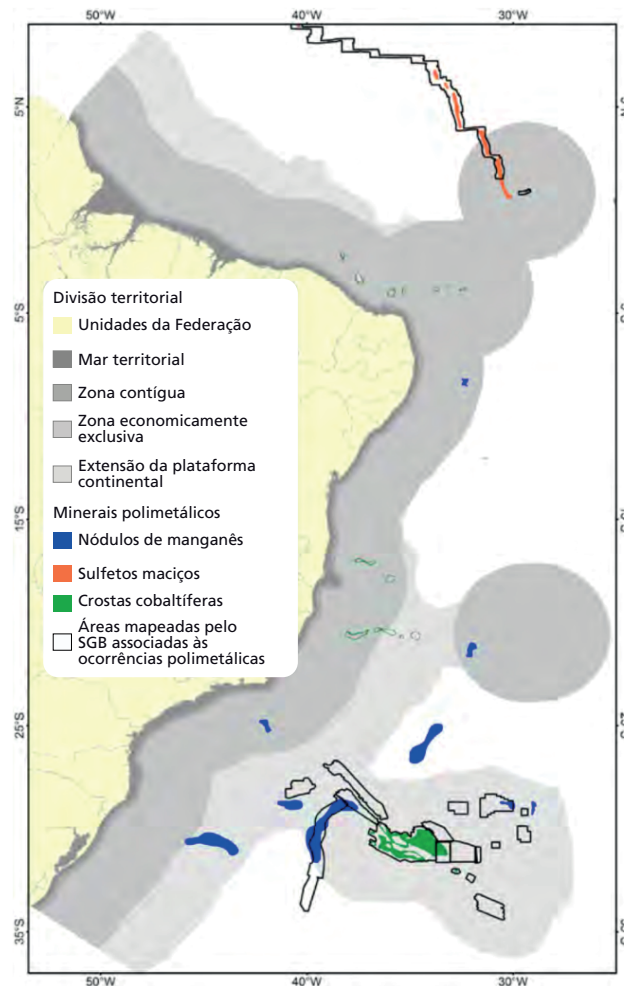 50°W 40°W 30°W
5°N
5°S
15°S
25°S
35°S
Divisão territorial
Unidades da Federação
Mar territorial
Zona contígua
Zona economicamente
exclusiva
Extensão da plataforma
continental
Minerais polimetálicos
Nódulos de manganês
Sulfetos maciços
Crostas cobaltíferas
Áreas mapeadas pelo
SGB associadas às
ocorrências polimetálicas
50°W 40°W 30°W